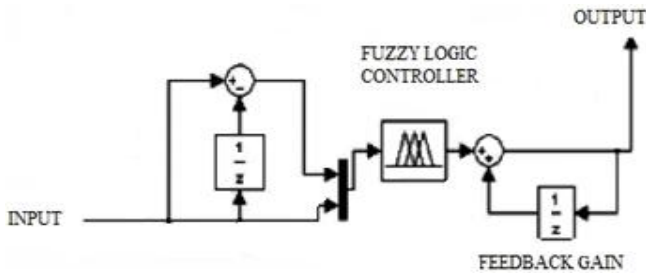 OUTPUT
FUZZY LOGIC
CONTROLLER
+
-
1
z
+
+
INPUT
1
z
FEEDBACK GAIN